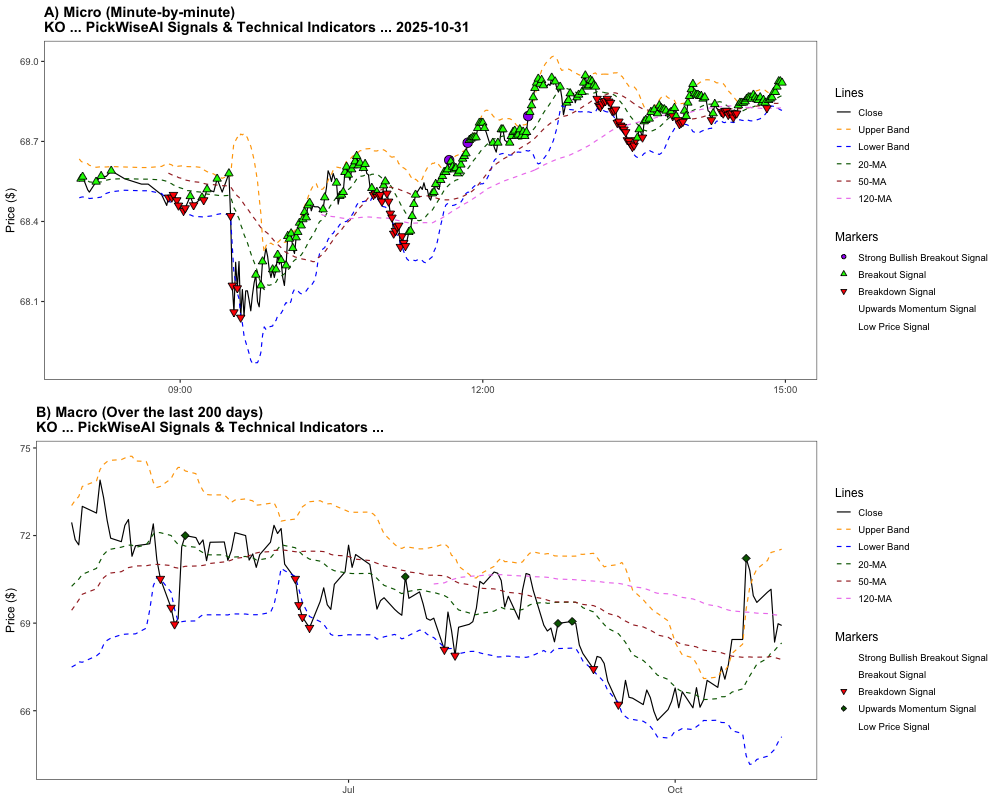 A) Micro (Minute-by-minute)
KO ... PickWiseAI Signals & Technical Indicators ... 2025-10-31
Price ($)
69.0
68.7
68.4
68.1
09:00
12:00
15:00
Lines
Close
Upper Band
Lower Band
20-MA
50-MA
120-MA
Markers
Strong Bullish Breakout Signal
Breakout Signal
Breakdown Signal
Upwards Momentum Signal
Low Price Signal
B) Macro (Over the last 200 days)
KO ... PickWiseAI Signals & Technical Indicators ...
Price ($)
75
72
69
66
Jul
Oct
Lines
Close
Upper Band
Lower Band
20-MA
50-MA
120-MA
Markers
Strong Bullish Breakout Signal
Breakout Signal
Breakdown Signal
Upwards Momentum Signal
Low Price Signal